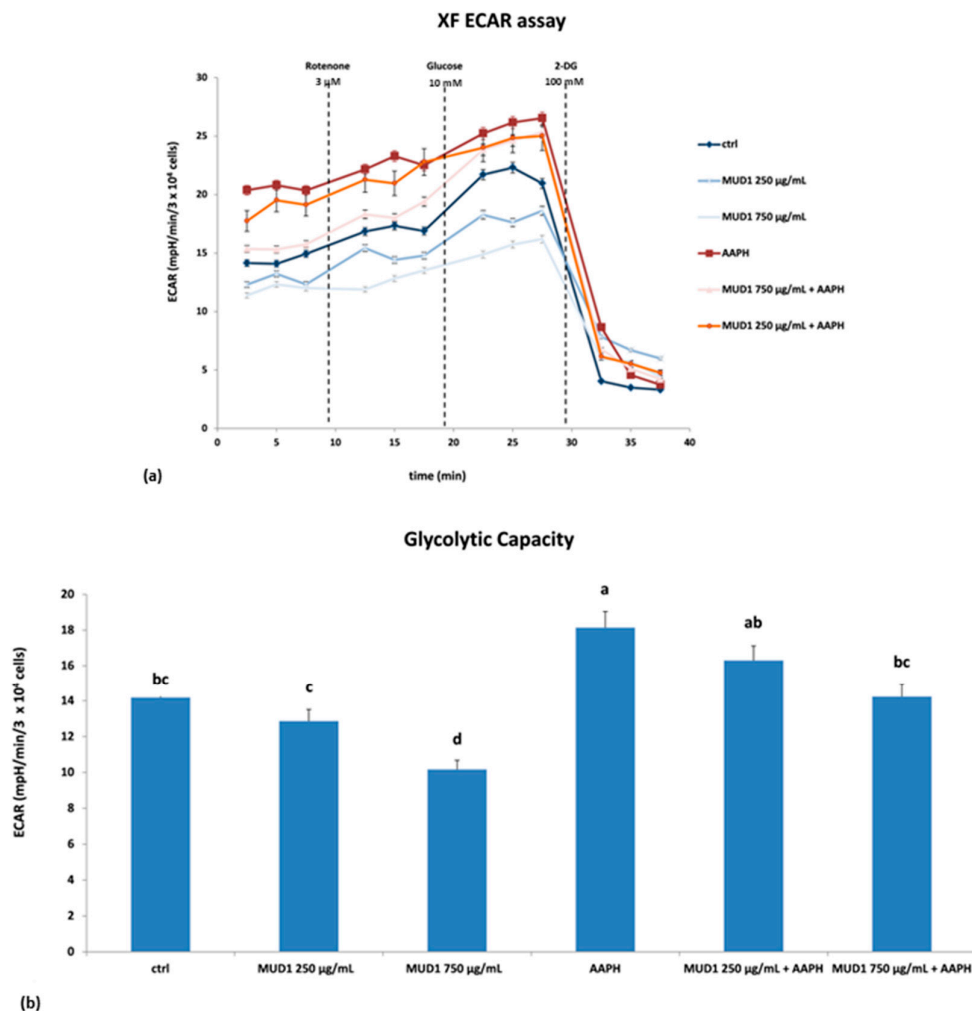 XF ECAR assay
Rotenone Glucose 2-DG
3 µM 10 mM 100 mM
30
25
20
15
10
5
0
0 5 10 15 20 25 30 35 40
ECAR (mpH/min/3 x 10⁴ cells)
time (min)
ctrl
MUD1 250 µg/mL
MUD1 750 µg/mL
AAPH
MUD1 750 µg/mL + AAPH
MUD1 250 µg/mL + AAPH
(a)
Glycolytic Capacity
20
18
16
14
12
10
8
6
4
2
0
ECAR (mpH/min/3 x 10⁴ cells)
bc c d a ab bc
ctrl MUD1 250 µg/mL MUD1 750 µg/mL AAPH MUD1 250 µg/mL + AAPH MUD1 750 µg/mL + AAPH
(b)